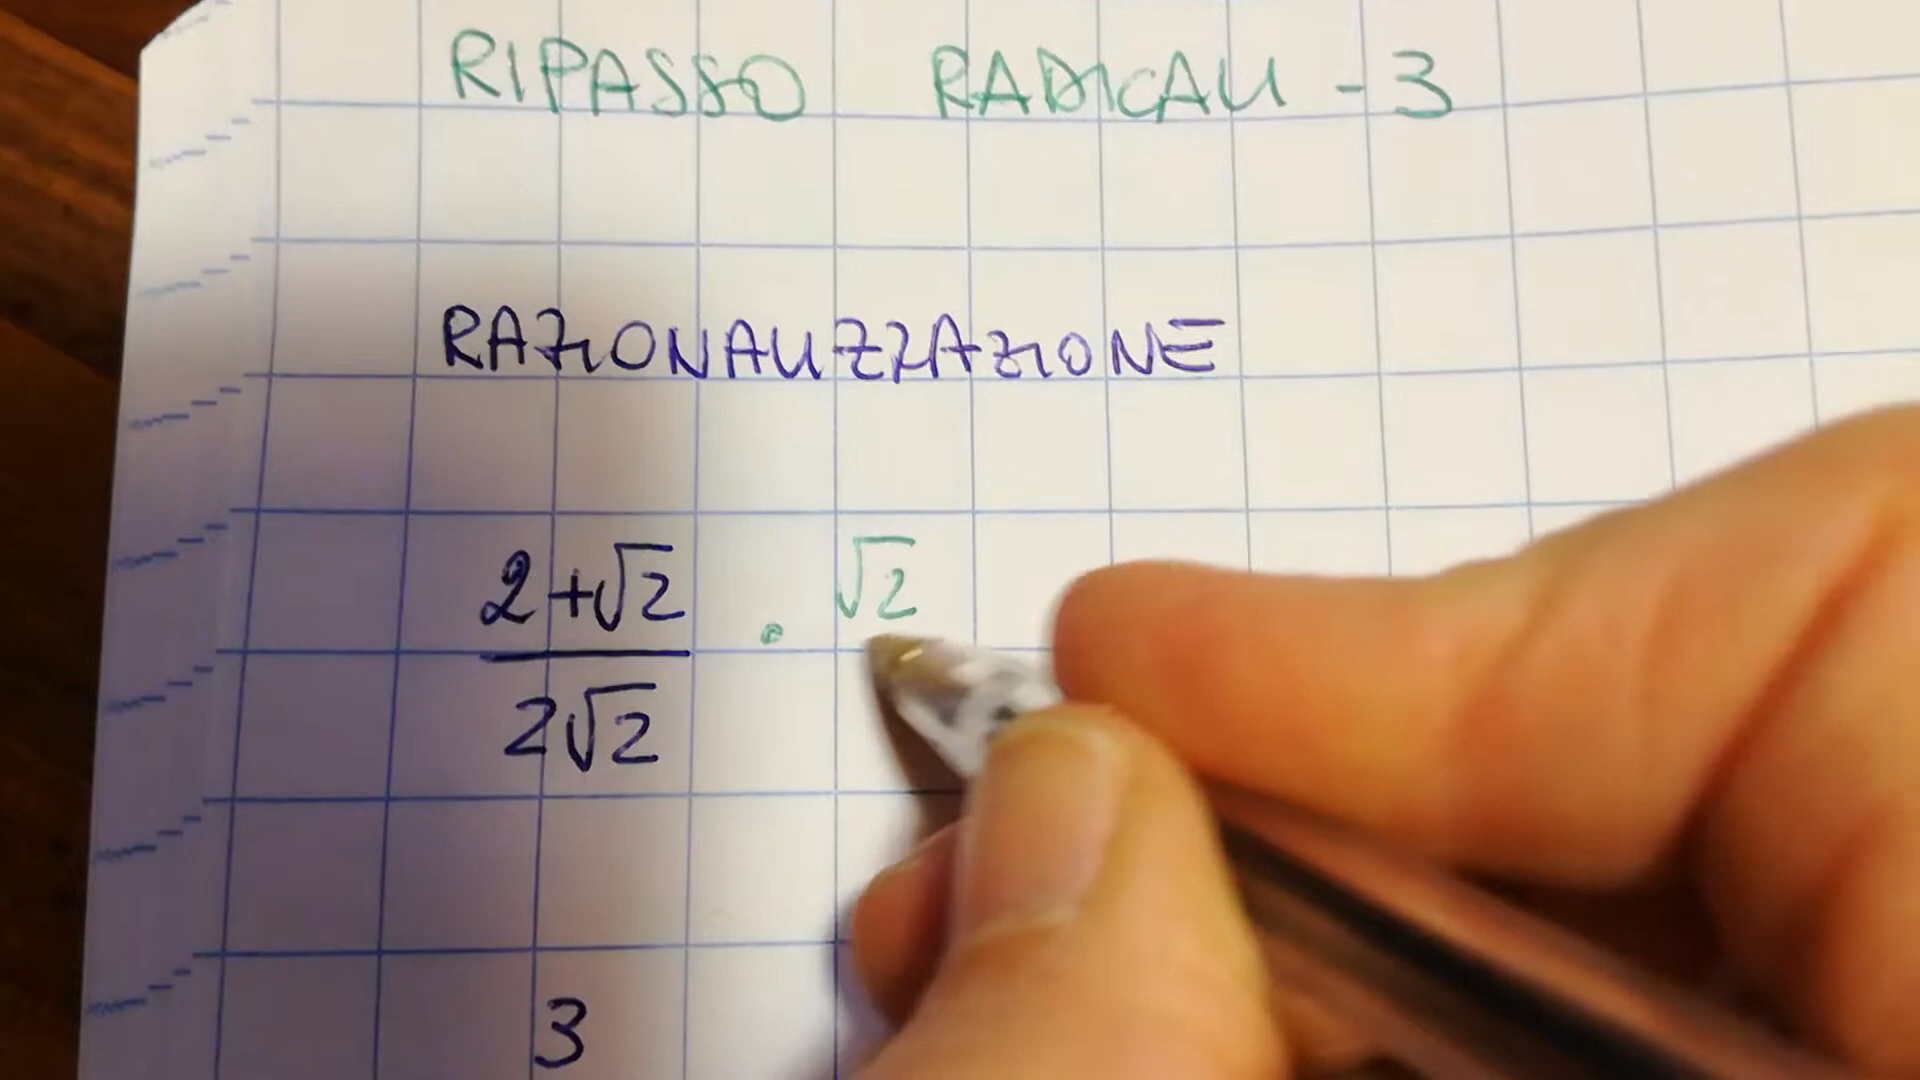 RIPASSO RADICALI - 3
RAZIONALIZZAZIONE
2+√2 · √2
2√2
3